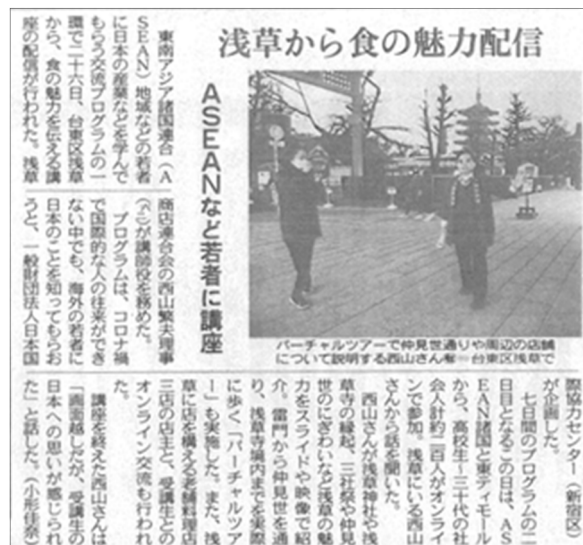 浅草から食の魅力配信
ASEANなど若者に講座
東南アジア諸国連合(A
SEAN)地域などの若者
に日本の産業などを学んで
もらう交流プログラムの一
環で二十六日、台東区浅草
から、食の魅力を伝える講
座の配信が行われた。浅草
商店連合会の西山繁夫理事
が講師役を務めた。
プログラムは、コロナ禍
で国際的な人の往来ができ
ない中でも、海外の若者に
日本のことを知ってもらお
うと、一般財団法人日本国
バーチャルツアーで仲見世通りや周辺の店舗
について説明する西山さん㊨=台東区浅草で
際協力センター(新宿区)
が企画した。
七日間のプログラムの二
日目となるこの日は、AS
EAN諸国と東ティモール
から、高校生~三十代の社
会人計約二百人がオンライ
ンで参加。浅草にいる西山
さんから話を聞いた。
西山さんが浅草神社や浅
草寺の縁起、三社祭や仲見
世のにぎわいなど浅草の魅
力をスライドや映像で紹
介。雷門から仲見世を通
り、浅草寺境内までを実際
に歩く「バーチャルツア
ー」も実施した。また、浅
草に店を構える老舗料理店
三店の店主と、受講生との
オンライン交流も行われ
た。
講座を終えた西山さんは
「画面越しだが、受講生の
日本への思いが感じられ
た」と話した。(小形佳奈)